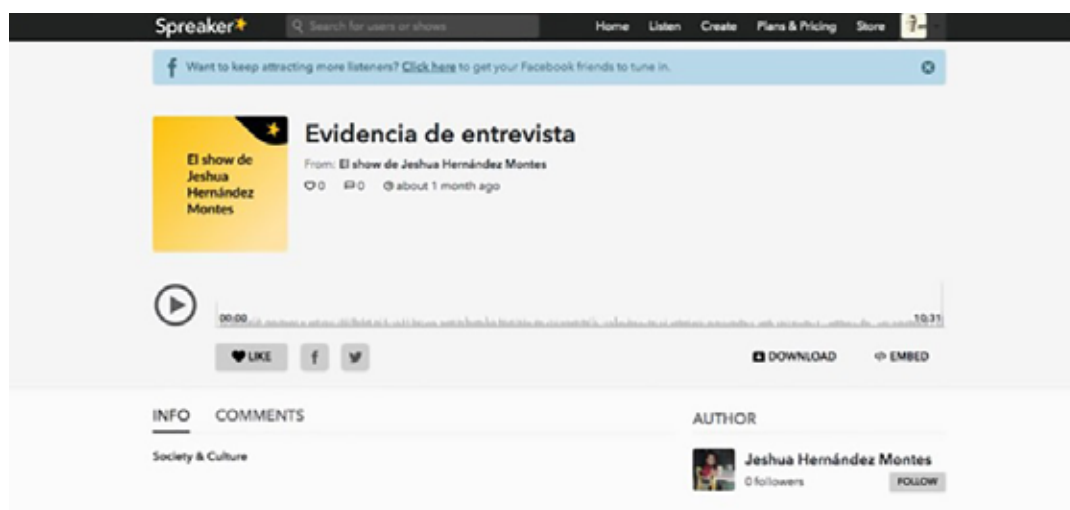 Spreaker Search for users or shows Home Listen Create Plans & Pricing Store
Want to keep attracting more listeners? Click here to get your Facebook friends to tune in.
El show de
Jeshua
Hernández
Montes
Evidencia de entrevista
From: El show de Jeshua Hernández Montes
0 0 about 1 month ago
00:00 10:31
LIKE DOWNLOAD EMBED
INFO COMMENTS
Society & Culture
AUTHOR
Jeshua Hernández Montes
0 followers FOLLOW